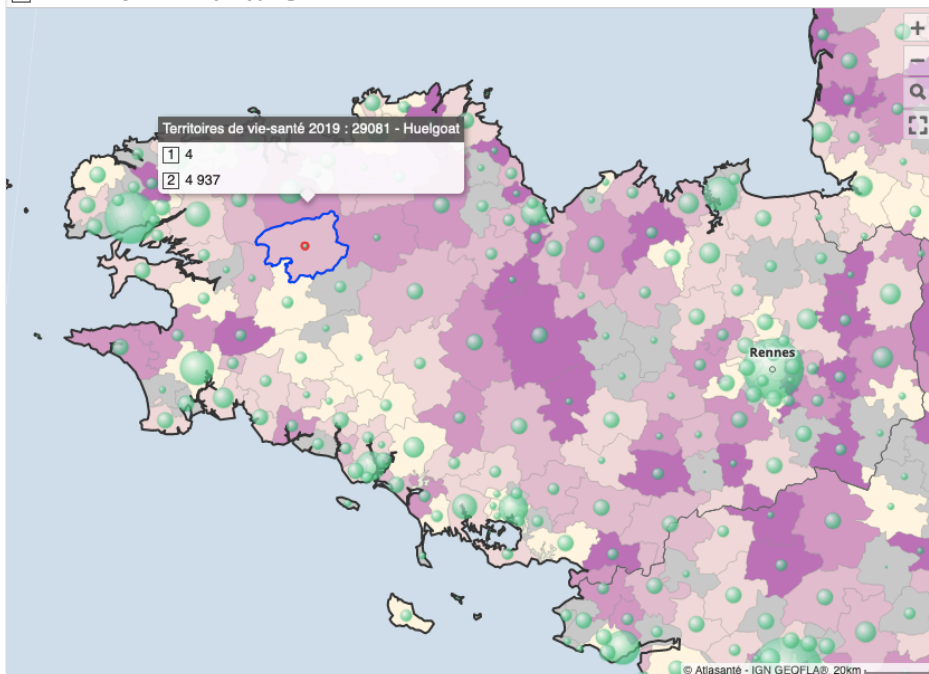 Territoires de vie-santé 2019 : 29081 - Huelgoat
1 4
2 4 937
+
−
Rennes
© Atlasanté - IGN GEOFLA® 20km